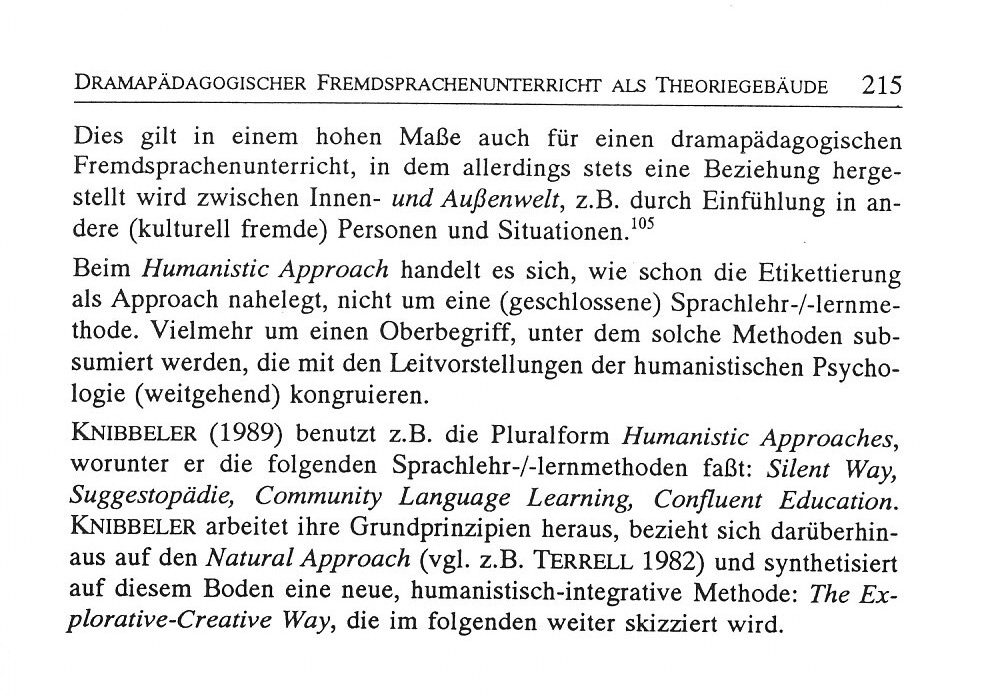 DRAMAPÄDAGOGISCHER FREMDSPRACHENUNTERRICHT ALS THEORIEGEBÄUDE 215
Dies gilt in einem hohen Maße auch für einen dramapädagogischen
Fremdsprachenunterricht, in dem allerdings stets eine Beziehung herge-
stellt wird zwischen Innen- und Außenwelt, z.B. durch Einfühlung in an-
dere (kulturell fremde) Personen und Situationen.105
Beim Humanistic Approach handelt es sich, wie schon die Etikettierung
als Approach nahelegt, nicht um eine (geschlossene) Sprachlehr-/-lernme-
thode. Vielmehr um einen Oberbegriff, unter dem solche Methoden sub-
sumiert werden, die mit den Leitvorstellungen der humanistischen Psycho-
logie (weitgehend) kongruieren.
KNIBBELER (1989) benutzt z.B. die Pluralform Humanistic Approaches,
worunter er die folgenden Sprachlehr-/-lernmethoden faßt: Silent Way,
Suggestopädie, Community Language Learning, Confluent Education.
KNIBBELER arbeitet ihre Grundprinzipien heraus, bezieht sich darüberhin-
aus auf den Natural Approach (vgl. z.B. TERRELL 1982) und synthetisiert
auf diesem Boden eine neue, humanistisch-integrative Methode: The Ex-
plorative-Creative Way, die im folgenden weiter skizziert wird.